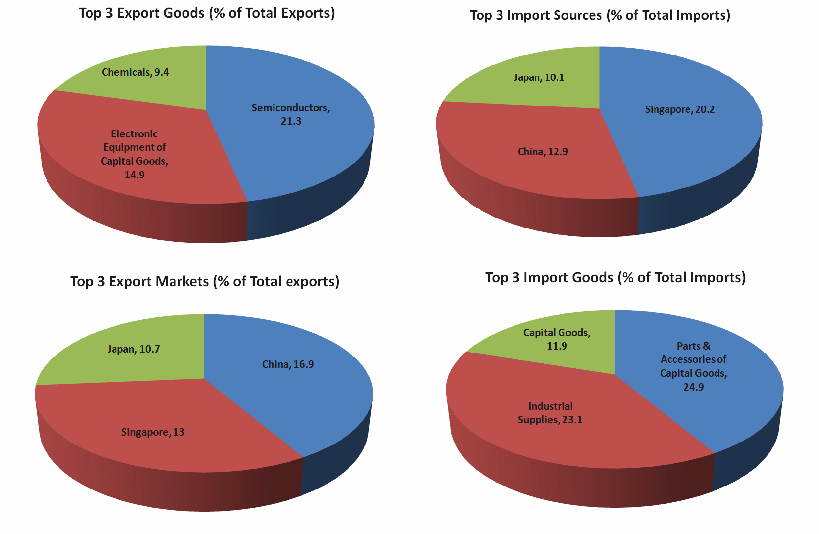 Top 3 Export Goods (% of Total Exports)
Chemicals, 9.4
Semiconductors,
21.3
Electronic
Equipment of
Capital Goods,
14.9
Top 3 Import Sources (% of Total Imports)
Japan, 10.1
Singapore, 20.2
China, 12.9
Top 3 Export Markets (% of Total exports)
Japan, 10.7
China, 16.9
Singapore, 13
Top 3 Import Goods (% of Total Imports)
Capital Goods,
11.9
Parts &
Accessories of
Capital Goods,
24.9
Industrial
Supplies, 23.1